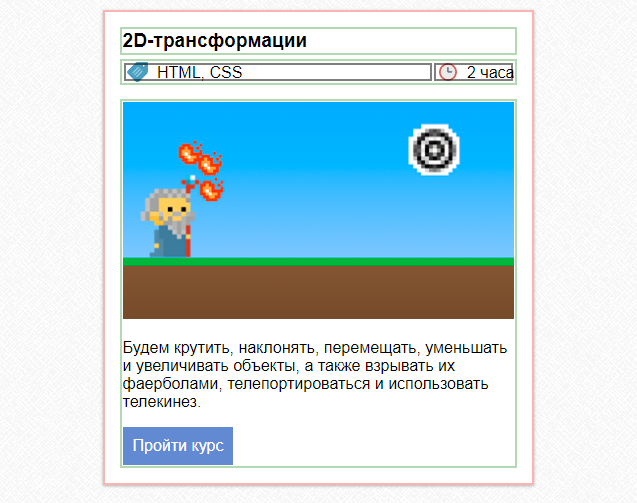 2D-трансформации
HTML, CSS 2 часа
Будем крутить, наклонять, перемещать, уменьшать
и увеличивать объекты, а также взрывать их
фаерболами, телепортироваться и использовать
телекинез.
Пройти курс